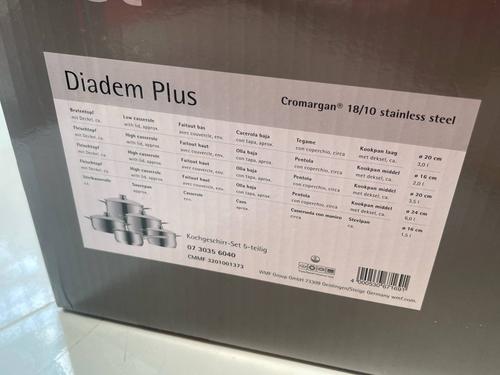 Diadem Plus
Cromargan® 18/10 stainless steel
Bratentopf Low casserole Faitout bas Cacerola baja Tegame Kookpan laag ø 20 cm
mit Deckel, ca. with lid, approx. avec couvercle, env. con tapa, aprox. con coperchio, circa met deksel, ca. 3,0 l
Fleischtopf High casserole Faitout haut Olla baja Pentola Kookpan middel ø 16 cm
mit Deckel, ca. with lid, approx. avec couvercle, env. con tapa, aprox. con coperchio, circa met deksel, ca. 2,0 l
Fleischtopf High casserole Faitout haut Olla baja Pentola Kookpan middel ø 20 cm
mit Deckel, ca. with lid, approx. avec couvercle, env. con tapa, aprox. con coperchio, circa met deksel, ca. 3,5 l
Fleischtopf High casserole Faitout haut Olla baja Pentola Kookpan middel ø 24 cm
mit Deckel, ca. with lid, approx. avec couvercle, env. con tapa, aprox. con coperchio, circa met deksel, ca. 6,0 l
Stielkasserolle Saucepan Casserole Cazo Casseruola con manico Steelpan ø 16 cm
ca. approx. env. aprox. circa ca. 1,5 l
Kochgeschirr-Set 5-teilig
07 3035 6040
CMMF 3201001373
WMF Group GmbH 73309 Geislingen/Steige Germany wmf.com
4 000530 671691